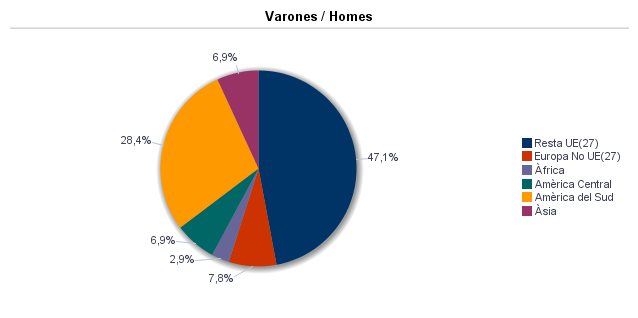 Varones / Homes
6,9%
28,4%
47,1%
6,9%
2,9%
7,8%
Resta UE(27)
Europa No UE(27)
Àfrica
Amèrica Central
Amèrica del Sud
Àsia